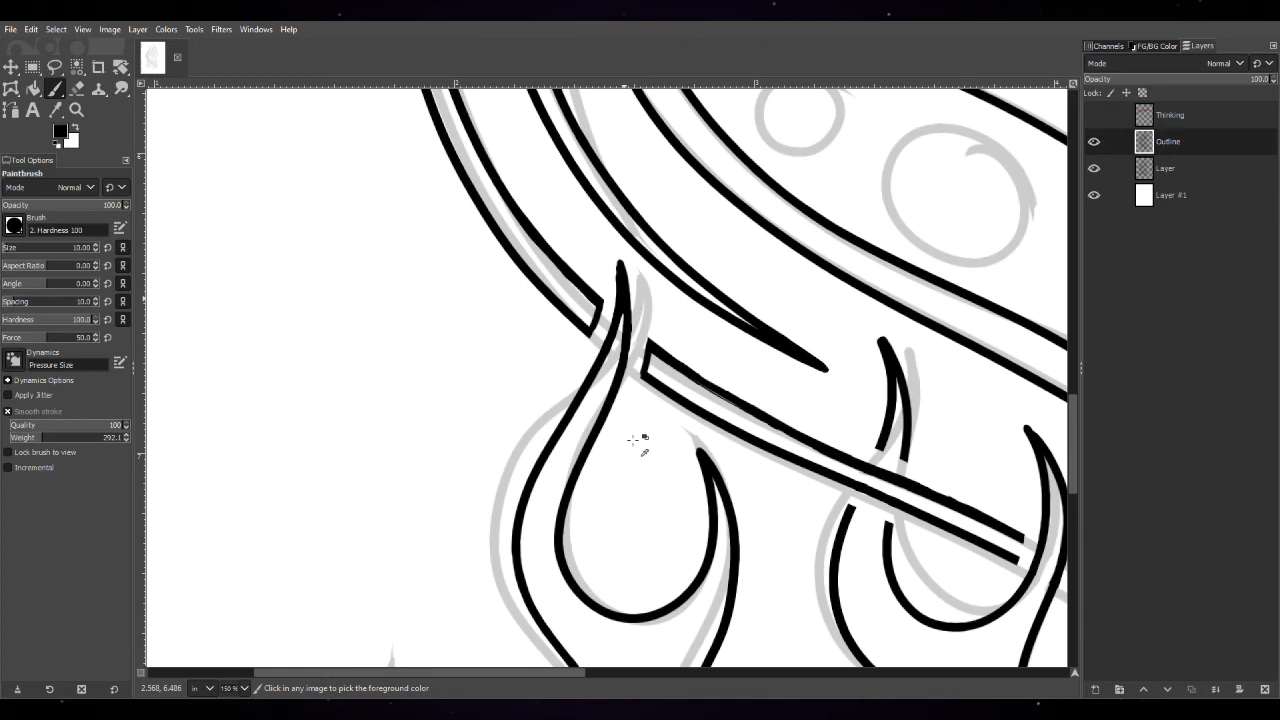 File Edit Select View Image Layer Colors Tools Filters Windows Help
Channels FG/BG Color Layers
Mode Normal
Opacity 100.0
Lock:
Thinking
Outline
Layer
Layer #1
Tool Options
Paintbrush
Mode Normal
Opacity 100.0
Brush
2. Hardness 100
Size 10.00
Aspect Ratio 0.00
Angle 0.00
Spacing 10.0
Hardness 100.0
Force 50.0
Dynamics
Pressure Size
Dynamics Options
Apply Jitter
Smooth stroke
Quality 100
Weight 292.1
Lock brush to view
Incremental
1 2 3 4
2.568, 6.486 in 150 % Click in any image to pick the foreground color